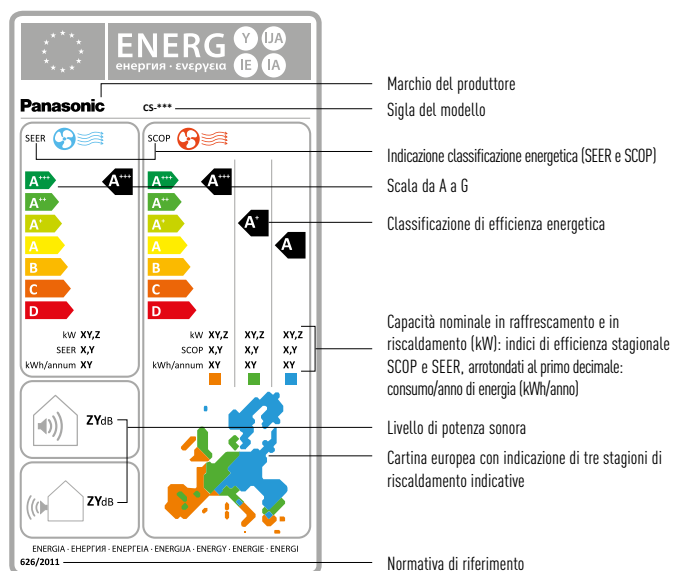 ENERG
Y IJA
IE IA
енергия · ενεργεια
Marchio del produttore
Panasonic
CS-***
Sigla del modello
SEER
SCOP
Indicazione classificazione energetica (SEER e SCOP)
A+++
A+++
A+++
A+++
Scala da A a G
A++
A++
A+
A+
A+
Classificazione di efficienza energetica
A
A
A
B
B
C
C
D
D
kW XY,Z
kW XY,Z XY,Z XY,Z
SEER X,Y
SCOP X,Y X,Y X,Y
kWh/annum XY
kWh/annum XY XY XY
Capacità nominale in raffrescamento e in
riscaldamento (kW): indici di efficienza stagionale
SCOP e SEER, arrotondati al primo decimale:
consumo/anno di energia (kWh/anno)
ZYdB
Livello di potenza sonora
Cartina europea con indicazione di tre stagioni di
riscaldamento indicative
ZYdB
ENERGIA · ЕНЕРГИЯ · ΕΝΕΡΓΕΙΑ · ENERGIJA · ENERGY · ENERGIE · ENERGI
626/2011
Normativa di riferimento